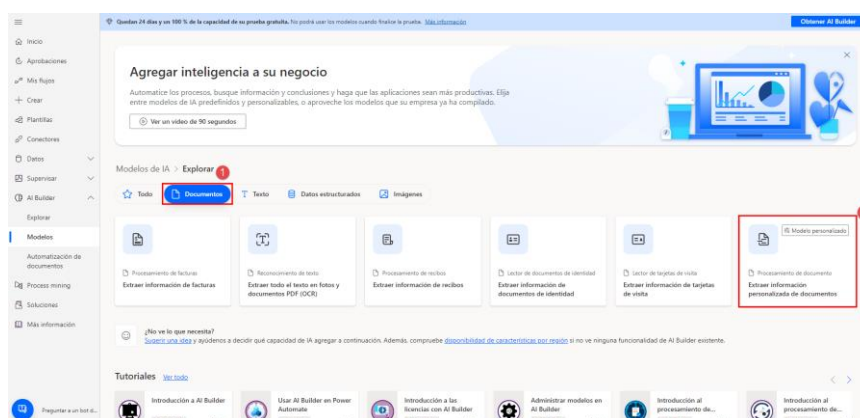 Quedan 24 días y un 100 % de la capacidad de su prueba gratuita. No podrá usar los modelos cuando finalice la prueba. Más información
Obtener AI Builder
Inicio
Aprobaciones
Mis flujos
Crear
Plantillas
Conectores
Datos
Supervisar
AI Builder
Explorar
Modelos
Automatización de
documentos
Process mining
Soluciones
Más información
Preguntar a un bot d...
Agregar inteligencia a su negocio
Automatice los procesos, busque información y conclusiones y haga que las aplicaciones sean más productivas. Elija
entre modelos de IA predefinidos y personalizables, o aproveche los modelos que su empresa ya ha compilado.
Ver un vídeo de 90 segundos
Modelos de IA > Explorar
1
Todo
Documentos
Texto
Datos estructurados
Imágenes
Procesamiento de facturas
Extraer información de facturas
Reconocimiento de texto
Extraer todo el texto en fotos y
documentos PDF (OCR)
Procesamiento de recibos
Extraer información de recibos
Lector de documentos de identidad
Extraer información de
documentos de identidad
Lector de tarjetas de visita
Extraer información de tarjetas
de visita
Modelo personalizado
Procesamiento de documento
Extraer información
personalizada de documentos
¿No ve lo que necesita?
Sugerir una idea y ayúdenos a decidir qué capacidad de IA agregar a continuación. Además, compruebe disponibilidad de características por región si no ve ninguna funcionalidad de AI Builder existente.
Tutoriales Ver todo
Introducción a AI Builder
Usar AI Builder en Power
Automate
Introducción a las
licencias con AI Builder
Administrar modelos en
AI Builder
Introducción al
procesamiento de...
Introducción al
procesamiento de...